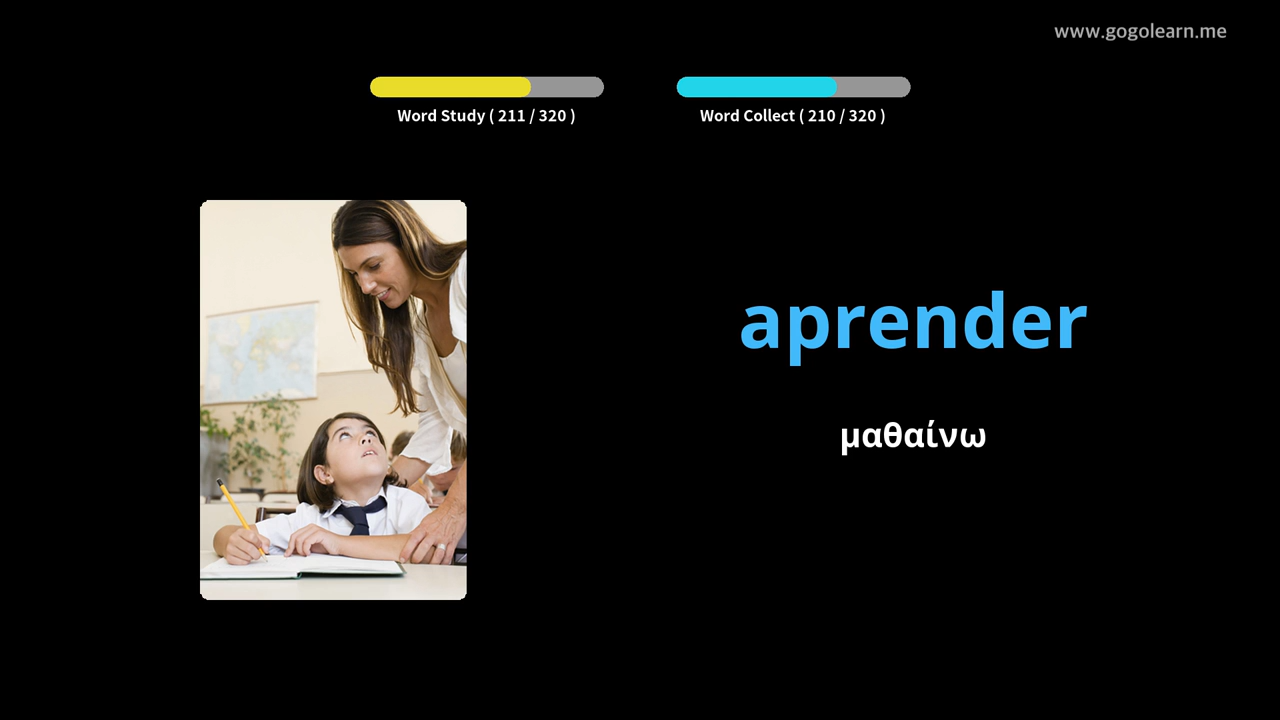 www.gogolearn.me
Word Study ( 211 / 320 )
Word Collect ( 210 / 320 )
aprender
μαθαίνω